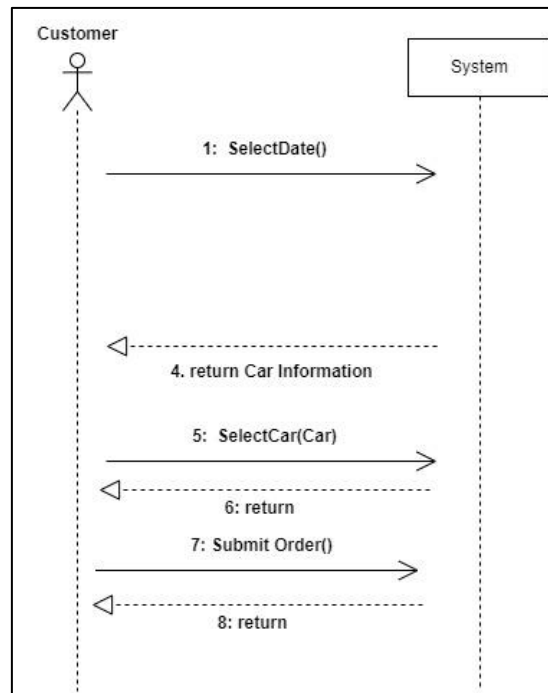 Customer
System
1: SelectDate()
4. return Car Information
5: SelectCar(Car)
6: return
7: Submit Order()
8: return